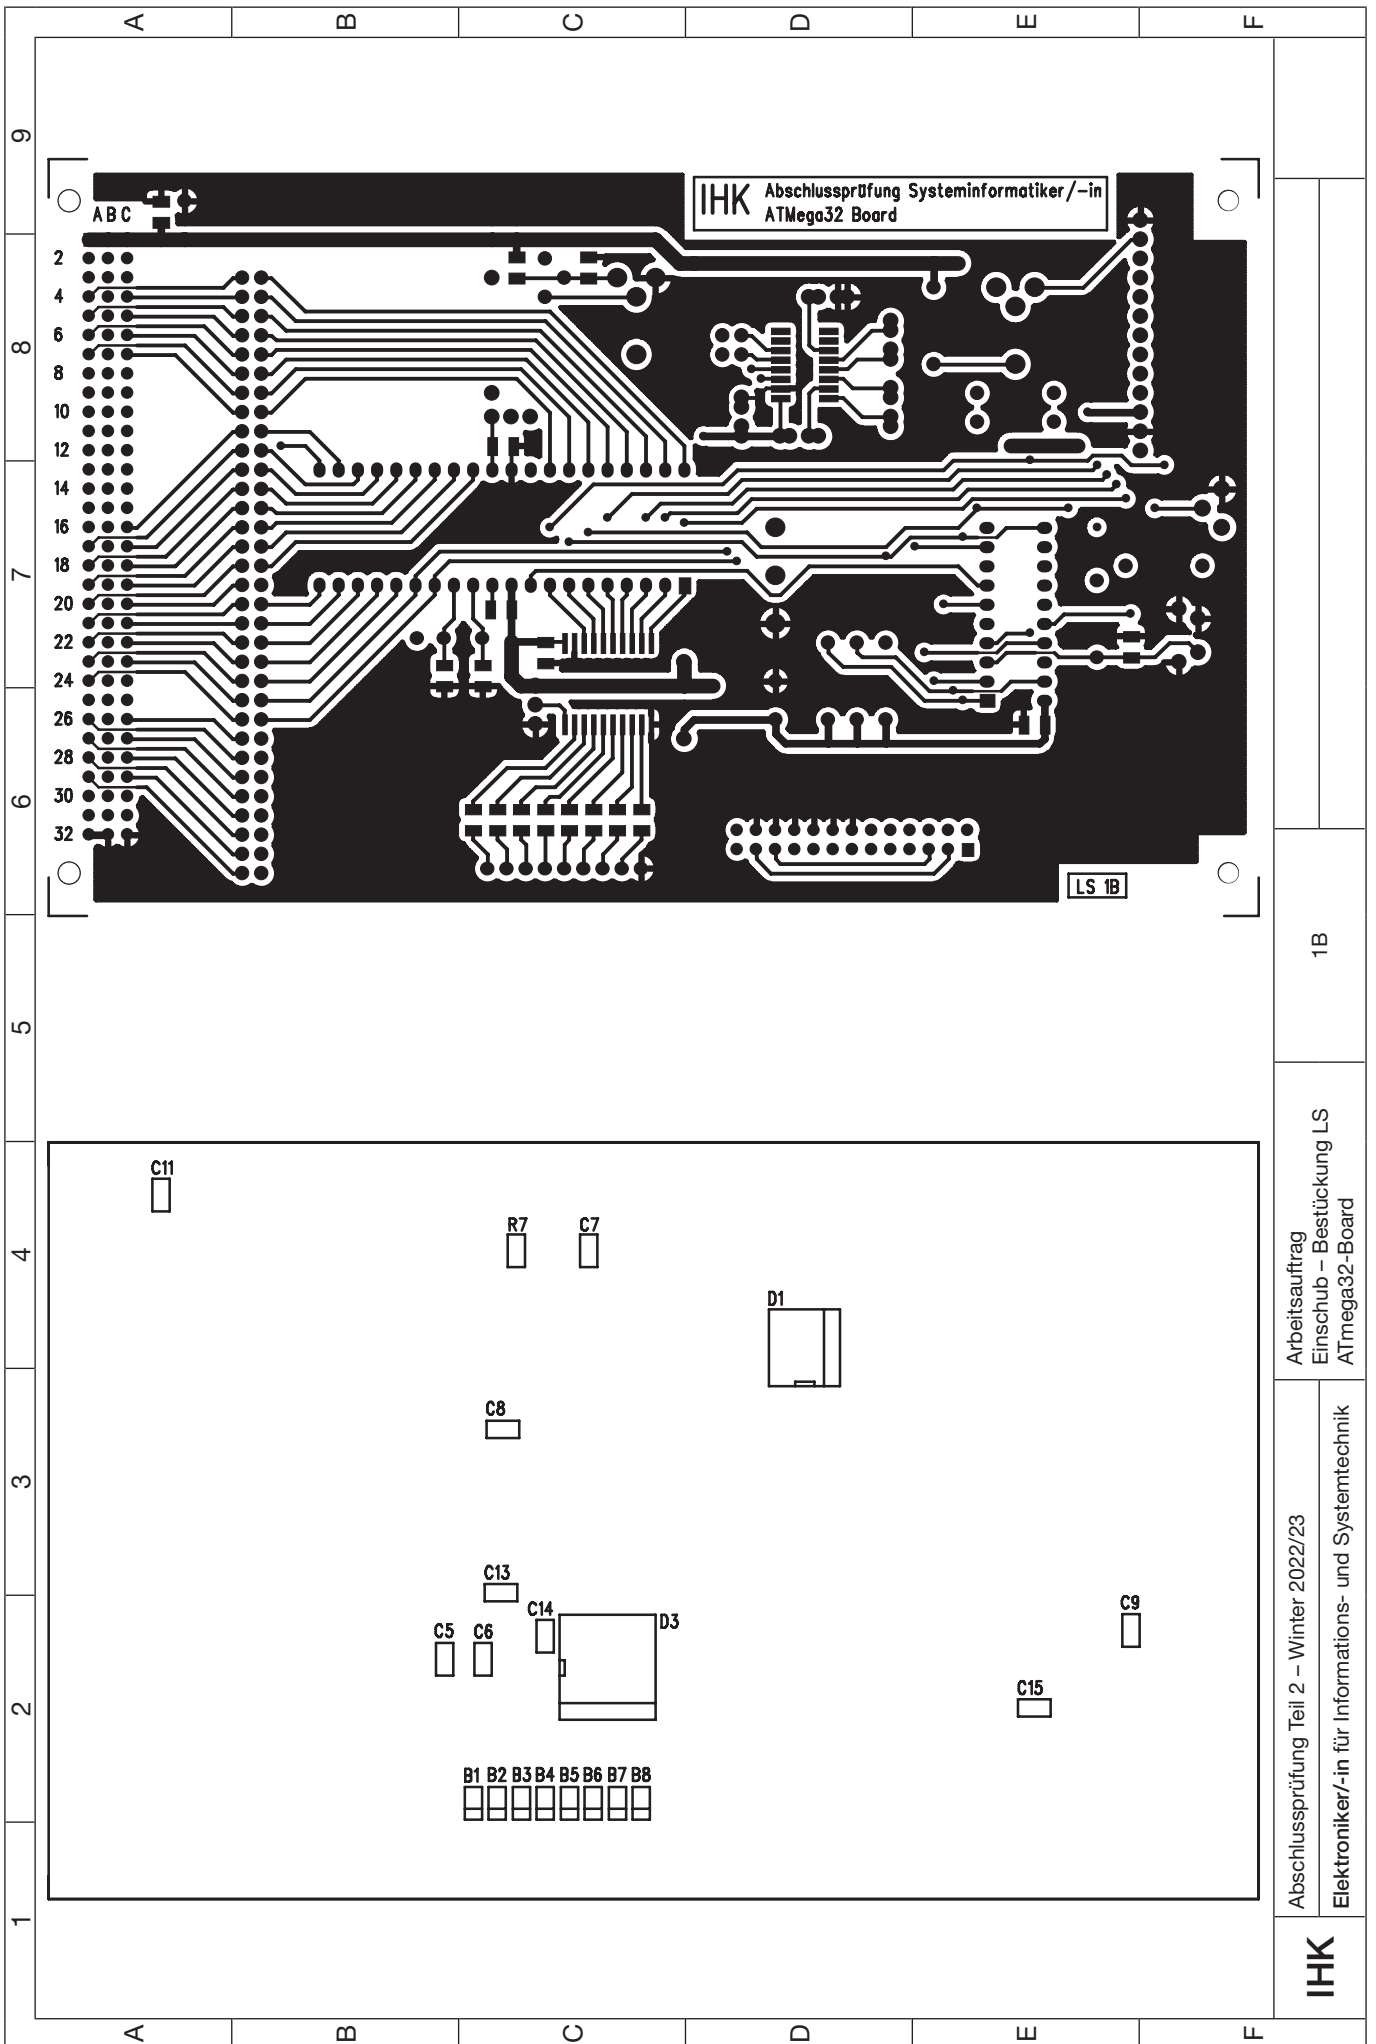 A
B
C
D
E
F
9
8
7
6
5
4
3
2
1
IHK
Abschlussprüfung Systeminformatiker/-in
ATMega32 Board
A B C
2
4
6
8
10
12
14
16
18
20
22
24
26
28
30
32
LS 1B
C11
R7
C7
D1
C8
C13
C14
D3
C5
C6
C9
C15
B1 B2 B3 B4 B5 B6 B7 B8
A
B
C
D
E
F
IHK
Abschlussprüfung Teil 2 – Winter 2022/23
Elektroniker/-in für Informations- und Systemtechnik
Arbeitsauftrag
Einschub – Bestückung LS
ATmega32-Board
1B